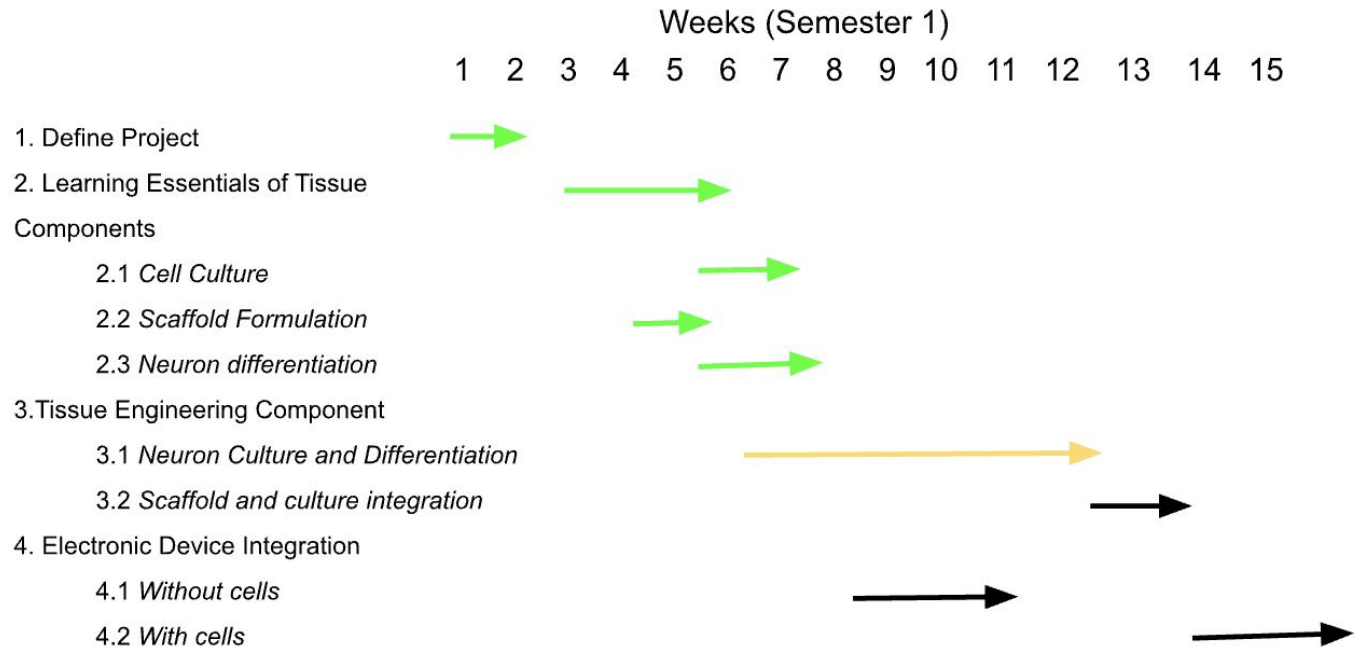 Weeks (Semester 1)
1 2 3 4 5 6 7 8 9 10 11 12 13 14 15
1. Define Project
2. Learning Essentials of Tissue
Components
2.1 Cell Culture
2.2 Scaffold Formulation
2.3 Neuron differentiation
3.Tissue Engineering Component
3.1 Neuron Culture and Differentiation
3.2 Scaffold and culture integration
4. Electronic Device Integration
4.1 Without cells
4.2 With cells